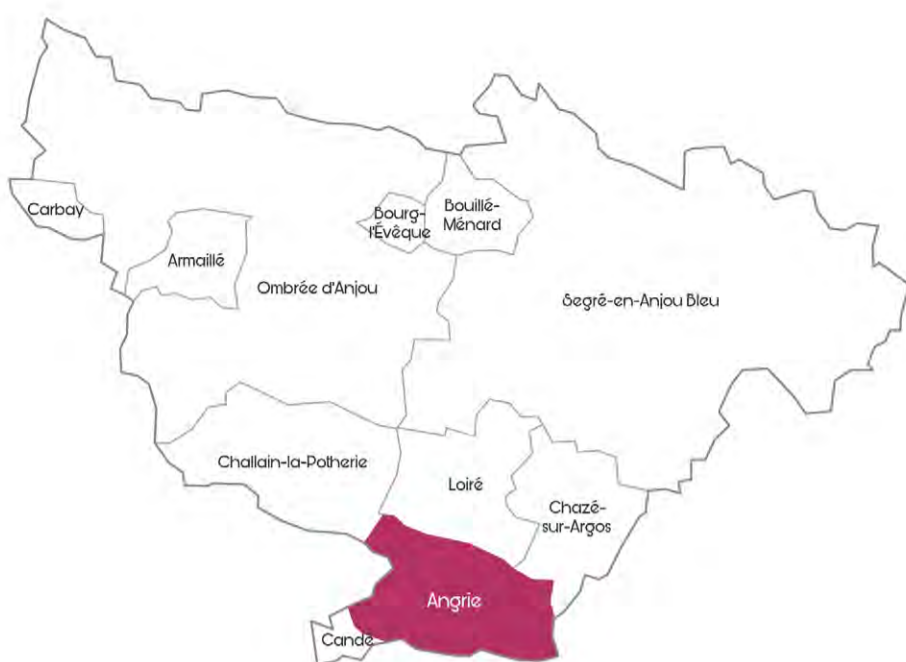 Carbay
Bourg-
l'Évêque
Bouillé-
Ménard
Armaillé
Ombrée d'Anjou
Segré-en-Anjou Bleu
Challain-la-Potherie
Loiré
Chazé-
sur-Argos
Angrie
Candé